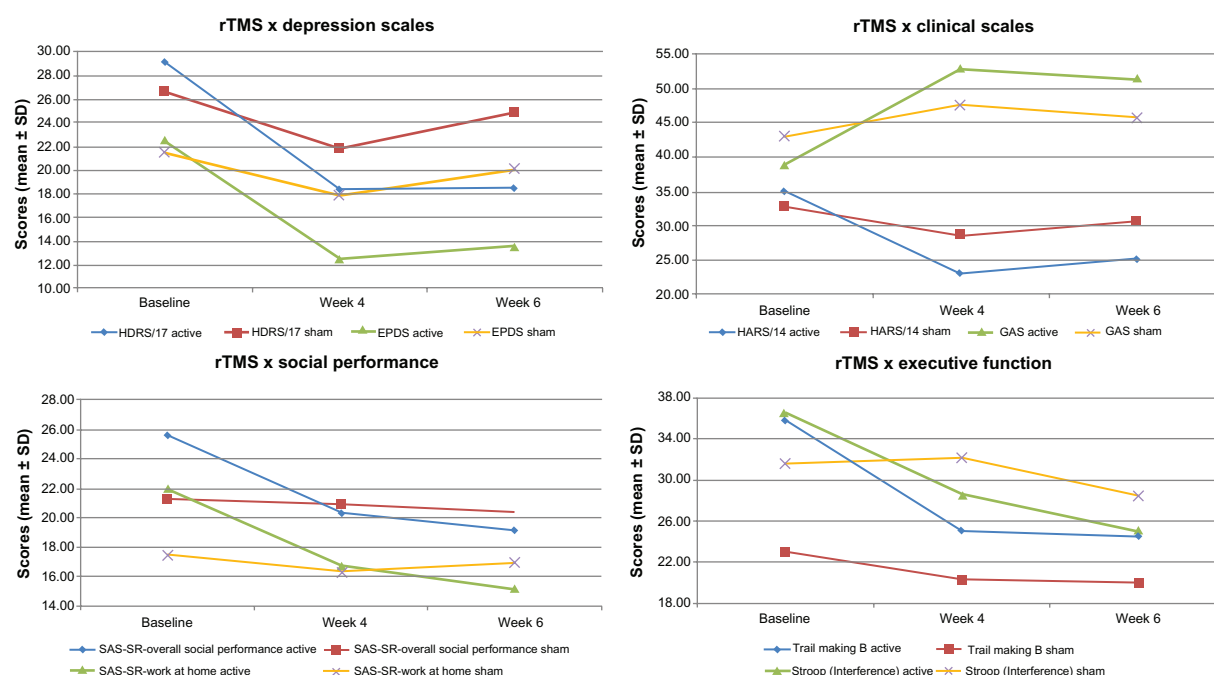 rTMS x depression scales
Scores (mean ± SD)
30.00
28.00
26.00
24.00
22.00
20.00
18.00
16.00
14.00
12.00
10.00
Baseline Week 4 Week 6
HDRS/17 active HDRS/17 sham EPDS active EPDS sham
rTMS x clinical scales
Scores (mean ± SD)
55.00
50.00
45.00
40.00
35.00
30.00
25.00
20.00
Baseline Week 4 Week 6
HARS/14 active HARS/14 sham GAS active GAS sham
rTMS x social performance
Scores (mean ± SD)
28.00
26.00
24.00
22.00
20.00
18.00
16.00
14.00
Baseline Week 4 Week 6
SAS-SR-overall social performance active SAS-SR-overall social performance sham
SAS-SR-work at home active SAS-SR-work at home sham
rTMS x executive function
Scores (mean ± SD)
38.00
34.00
30.00
26.00
22.00
18.00
Baseline Week 4 Week 6
Trail making B active Trail making B sham
Stroop (Interference) active Stroop (Interference) sham